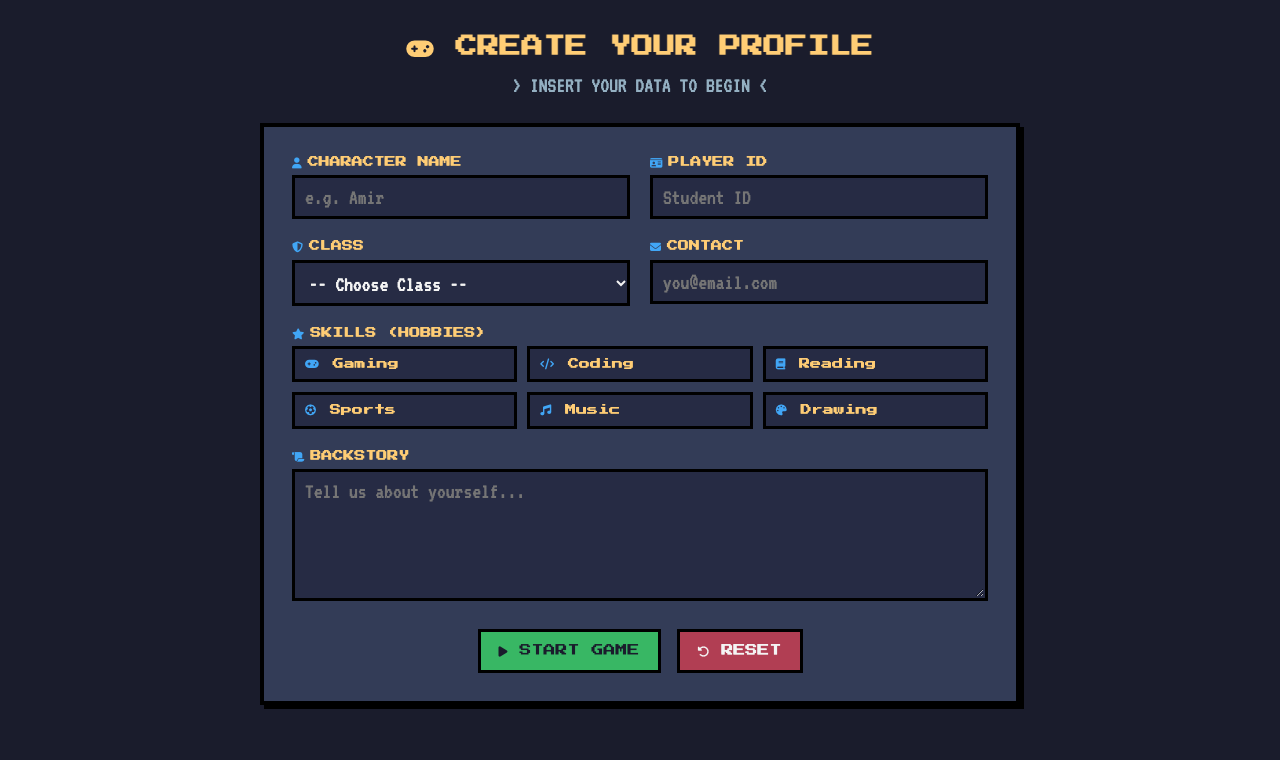 CREATE YOUR PROFILE
> INSERT YOUR DATA TO BEGIN <
CHARACTER NAME
PLAYER ID
e.g. Amir
Student ID
CLASS
CONTACT
-- Choose Class --
you@email.com
SKILLS (HOBBIES)
Gaming
Coding
Reading
Sports
Music
Drawing
BACKSTORY
Tell us about yourself...
START GAME
RESET